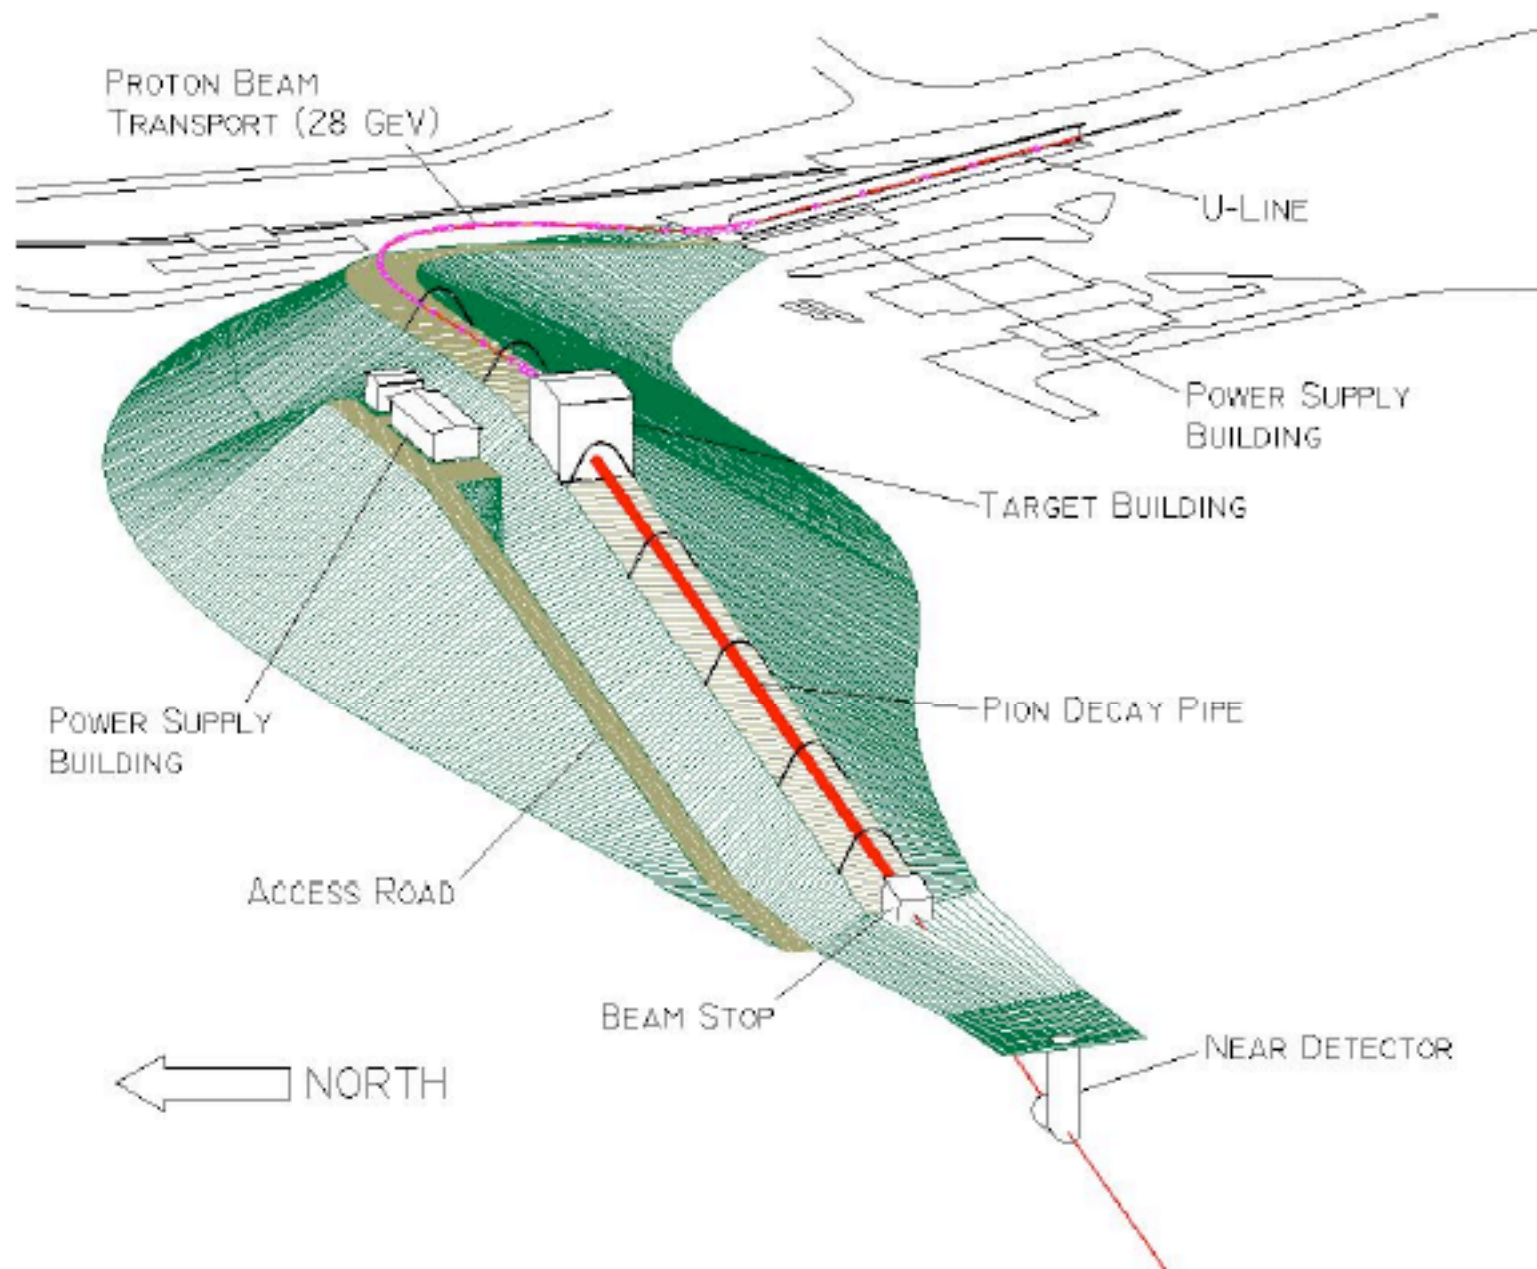 PROTON BEAM
TRANSPORT (28 GEV)
U-LINE
POWER SUPPLY
BUILDING
TARGET BUILDING
PION DECAY PIPE
POWER SUPPLY
BUILDING
ACCESS ROAD
BEAM STOP
NEAR DETECTOR
NORTH